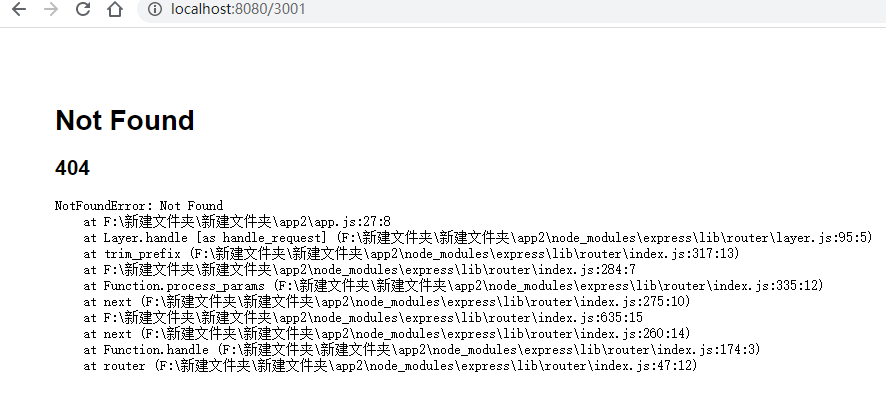 localhost:8080/3001
Not Found
404
NotFoundError: Not Found
at F:\新建文件夹\新建文件夹\app2\app.js:27:8
at Layer.handle [as handle_request] (F:\新建文件夹\新建文件夹\app2\node_modules\express\lib\router\layer.js:95:5)
at trim_prefix (F:\新建文件夹\新建文件夹\app2\node_modules\express\lib\router\index.js:317:13)
at F:\新建文件夹\新建文件夹\app2\node_modules\express\lib\router\index.js:284:7
at Function.process_params (F:\新建文件夹\新建文件夹\app2\node_modules\express\lib\router\index.js:335:12)
at next (F:\新建文件夹\新建文件夹\app2\node_modules\express\lib\router\index.js:275:10)
at F:\新建文件夹\新建文件夹\app2\node_modules\express\lib\router\index.js:635:15
at next (F:\新建文件夹\新建文件夹\app2\node_modules\express\lib\router\index.js:260:14)
at Function.handle (F:\新建文件夹\新建文件夹\app2\node_modules\express\lib\router\index.js:174:3)
at router (F:\新建文件夹\新建文件夹\app2\node_modules\express\lib\router\index.js:47:12)